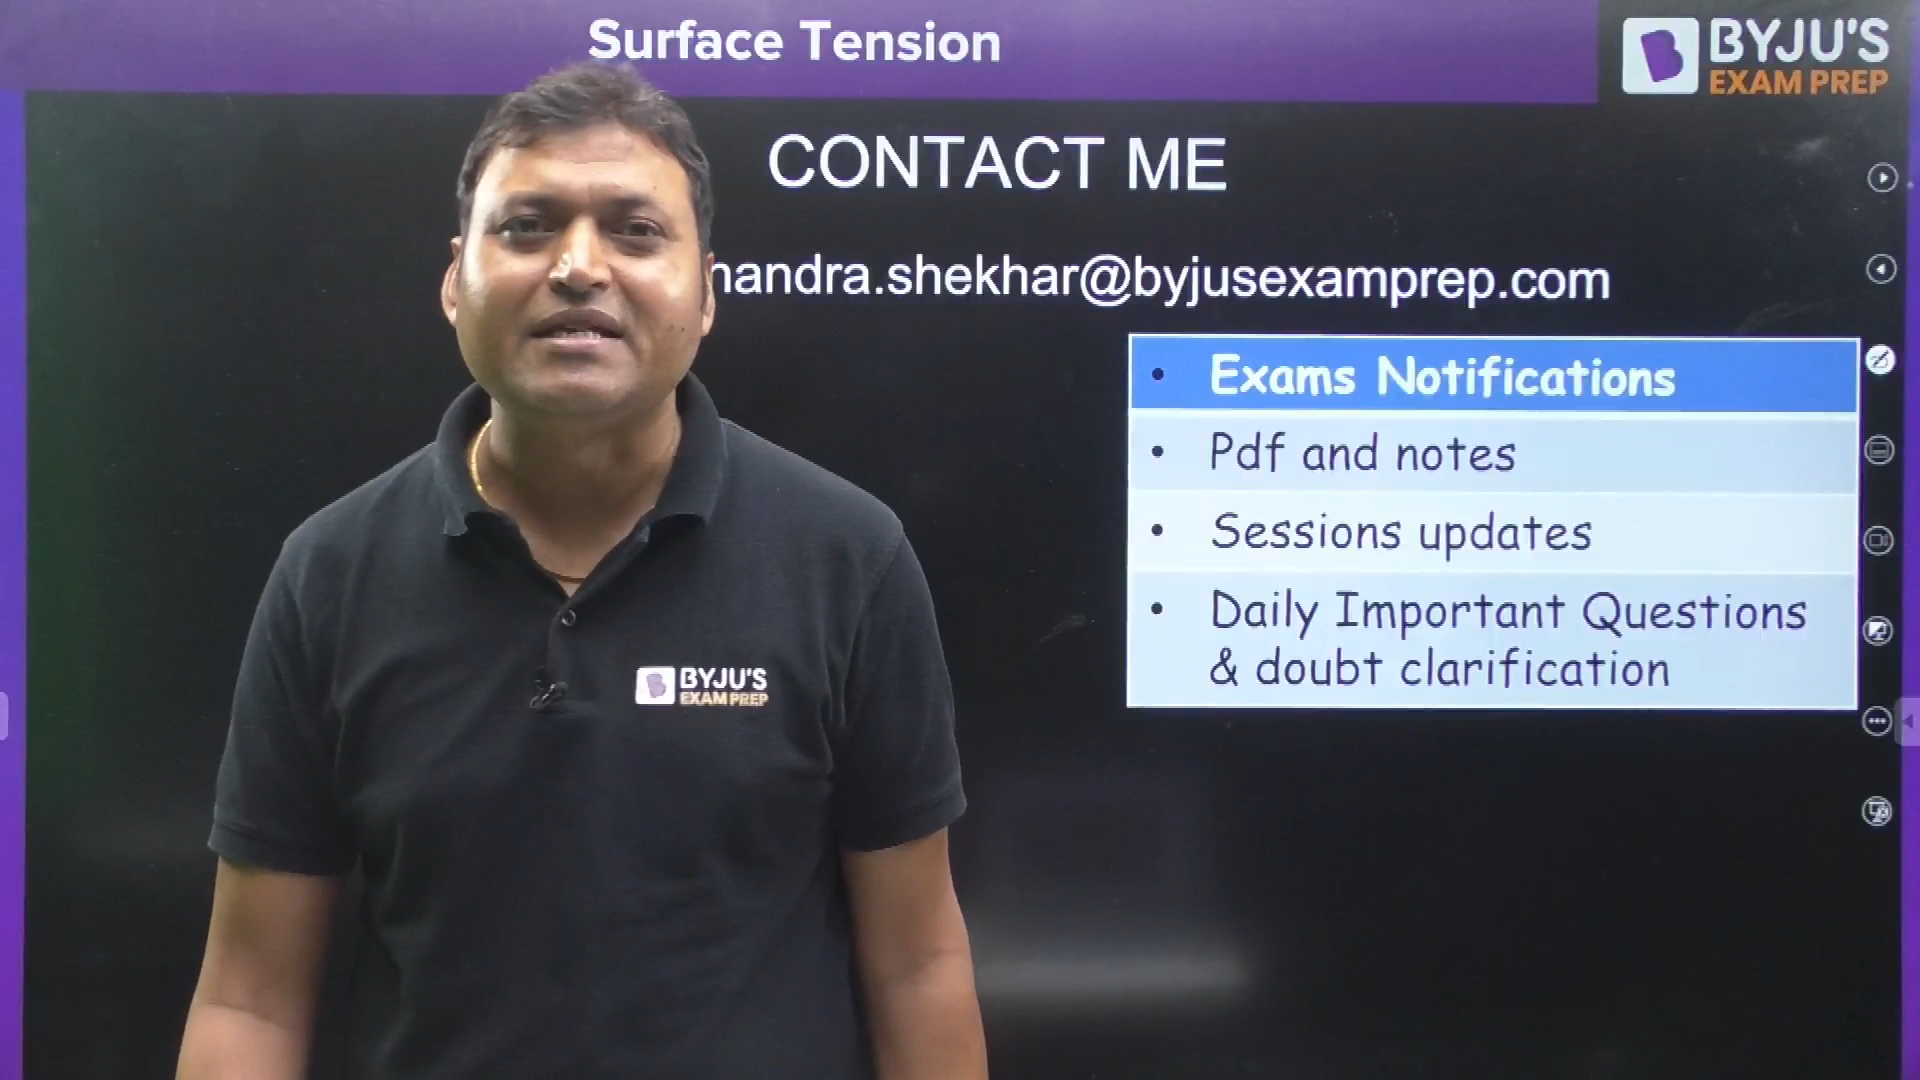 Surface Tension
BYJU'S
EXAM PREP
CONTACT ME
handra.shekhar@byjusexamprep.com
• Exams Notifications
• Pdf and notes
• Sessions updates
• Daily Important Questions
& doubt clarification
BYJU'S
EXAM PREP